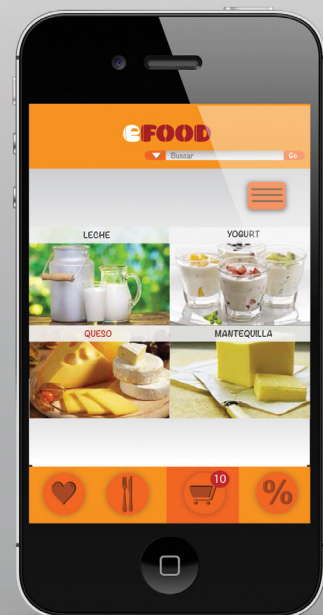 eFOOD
Buscar Go
LECHE YOGURT
QUESO MANTEQUILLA
10
%